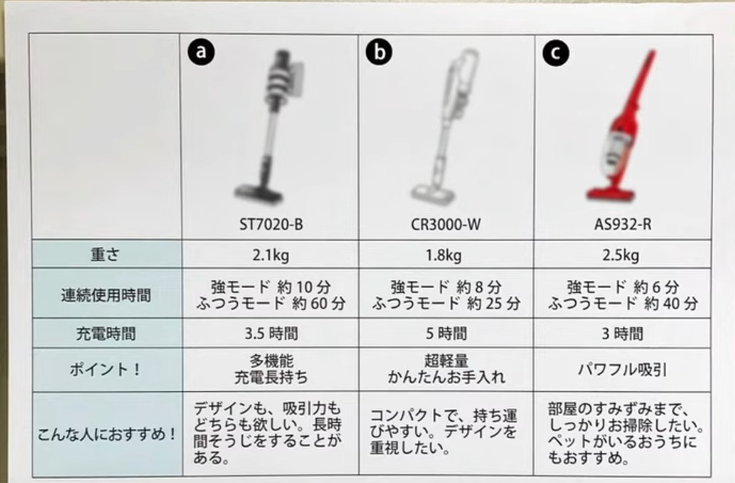 a b c
ST7020-B CR3000-W AS932-R
重さ 2.1kg 1.8kg 2.5kg
連続使用時間 強モード 約10分 強モード 約8分 強モード 約6分
ふつうモード 約60分 ふつうモード 約25分 ふつうモード 約40分
充電時間 3.5時間 5時間 3時間
ポイント！ 多機能 超軽量 パワフル吸引
充電長持ち かんたんお手入れ
こんな人におすすめ！
デザインも、吸引力も
どちらも欲しい。長時
間そうじをすることが
ある。
コンパクトで、持ち運
びやすい。デザインを
重視したい。
部屋のすみずみまで、
しっかりお掃除したい。
ペットがいるおうちに
もおすすめ。